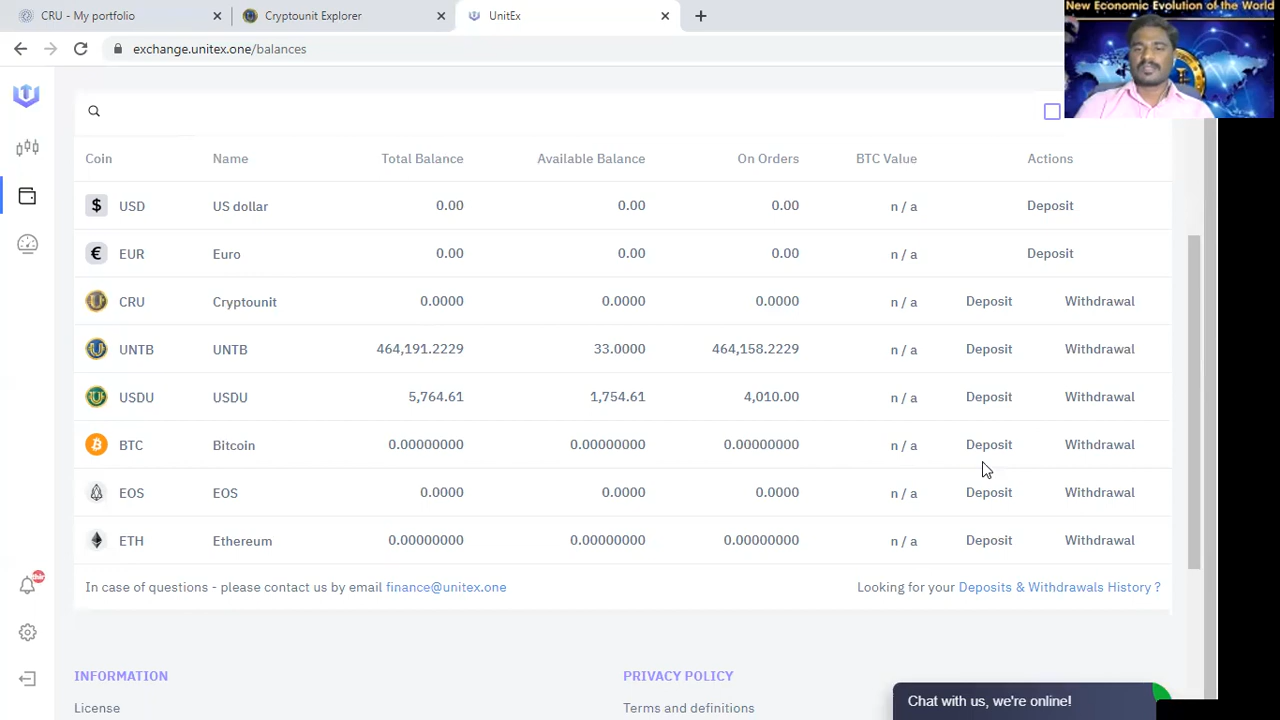 CRU - My portfolio
Cryptounit Explorer
UnitEx
New Economic Evolution of the World
exchange.unitex.one/balances
Coin Name Total Balance Available Balance On Orders BTC Value Actions
$ USD US dollar 0.00 0.00 0.00 n / a Deposit
€ EUR Euro 0.00 0.00 0.00 n / a Deposit
CRU Cryptounit 0.0000 0.0000 0.0000 n / a Deposit Withdrawal
UNTB UNTB 464,191.2229 33.0000 464,158.2229 n / a Deposit Withdrawal
USDU USDU 5,764.61 1,754.61 4,010.00 n / a Deposit Withdrawal
BTC Bitcoin 0.00000000 0.00000000 0.00000000 n / a Deposit Withdrawal
EOS EOS 0.0000 0.0000 0.0000 n / a Deposit Withdrawal
ETH Ethereum 0.00000000 0.00000000 0.00000000 n / a Deposit Withdrawal
In case of questions - please contact us by email finance@unitex.one Looking for your Deposits & Withdrawals History ?
INFORMATION PRIVACY POLICY
License Terms and definitions
Chat with us, we're online!